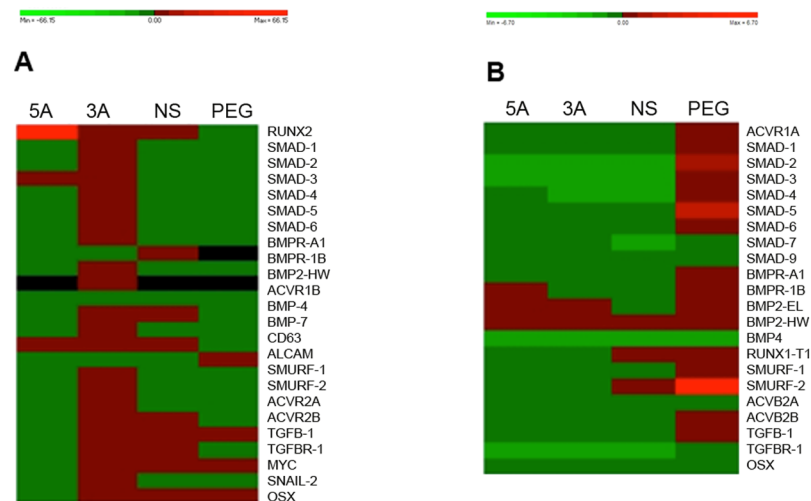 Min = -66.15 0.00 Max = 66.15
Min = -6.70 0.00 Max = 6.70
A
5A 3A NS PEG
RUNX2
SMAD-1
SMAD-2
SMAD-3
SMAD-4
SMAD-5
SMAD-6
BMPR-A1
BMPR-1B
BMP2-HW
ACVR1B
BMP-4
BMP-7
CD63
ALCAM
SMURF-1
SMURF-2
ACVR2A
ACVR2B
TGFB-1
TGFBR-1
MYC
SNAIL-2
OSX
B
5A 3A NS PEG
ACVR1A
SMAD-1
SMAD-2
SMAD-3
SMAD-4
SMAD-5
SMAD-6
SMAD-7
SMAD-9
BMPR-A1
BMPR-1B
BMP2-EL
BMP2-HW
BMP4
RUNX1-T1
SMURF-1
SMURF-2
ACVB2A
ACVB2B
TGFB-1
TGFBR-1
OSX